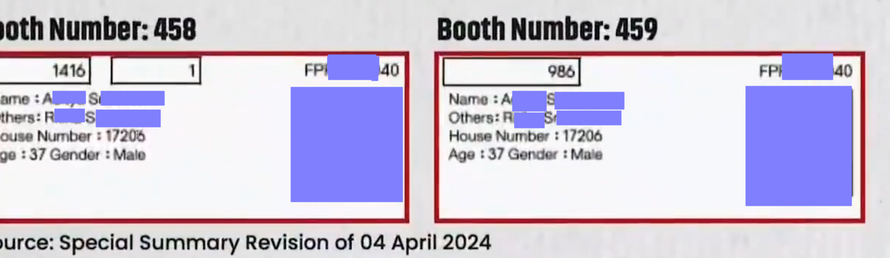 ooth Number: 458
1416 1 FP 40
ame : A S
thers: R S
ouse Number : 17206
ge : 37 Gender : Male
Booth Number: 459
986 FP 40
Name : A S
Others: R S
House Number : 17206
Age : 37 Gender : Male
ource: Special Summary Revision of 04 April 2024